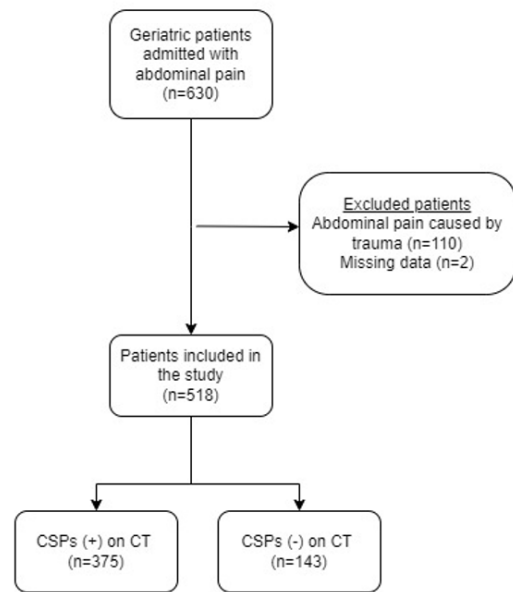 Geriatric patients
admitted with
abdominal pain
(n=630)
Excluded patients
Abdominal pain caused by
trauma (n=110)
Missing data (n=2)
Patients included in
the study
(n=518)
CSPs (+) on CT
(n=375)
CSPs (-) on CT
(n=143)